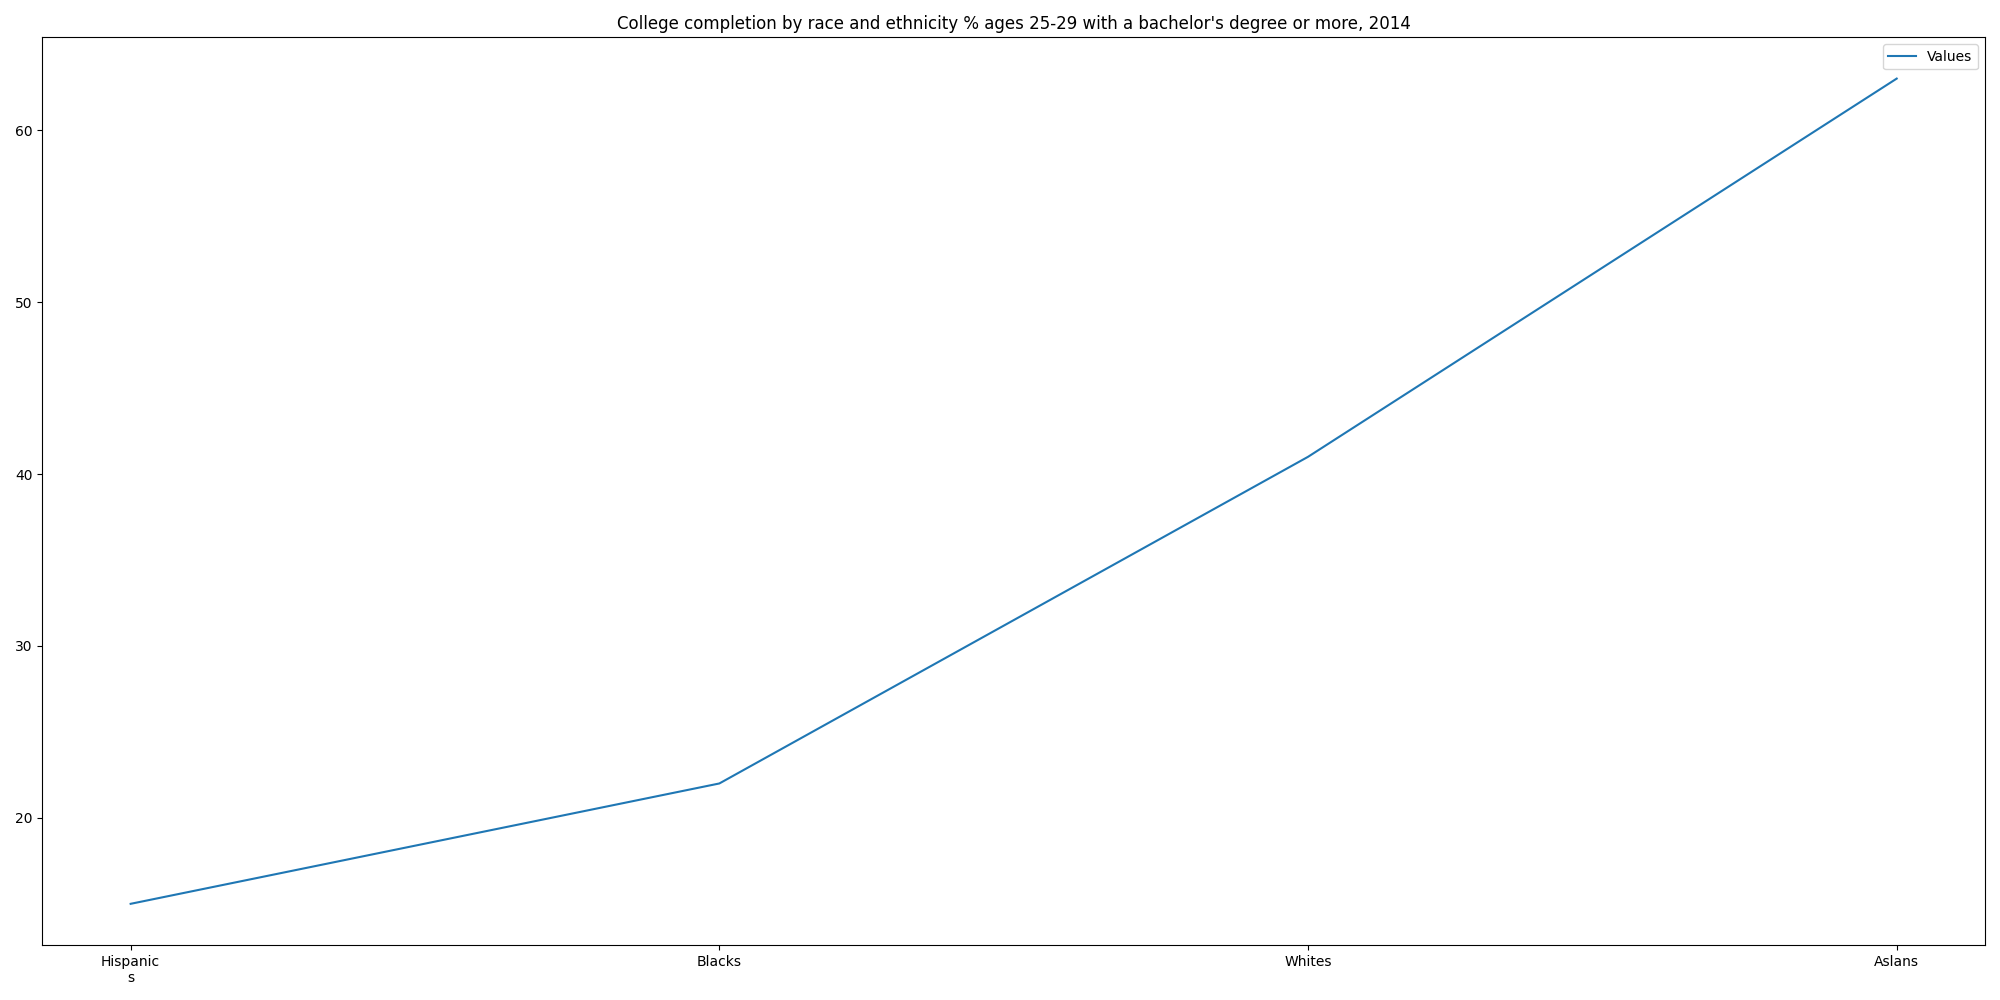 College completion by race and ethnicity % ages 25-29 with a bachelor's degree or more, 2014
Values
60
50
40
30
20
Hispanic
s
Blacks
Whites
Aslans